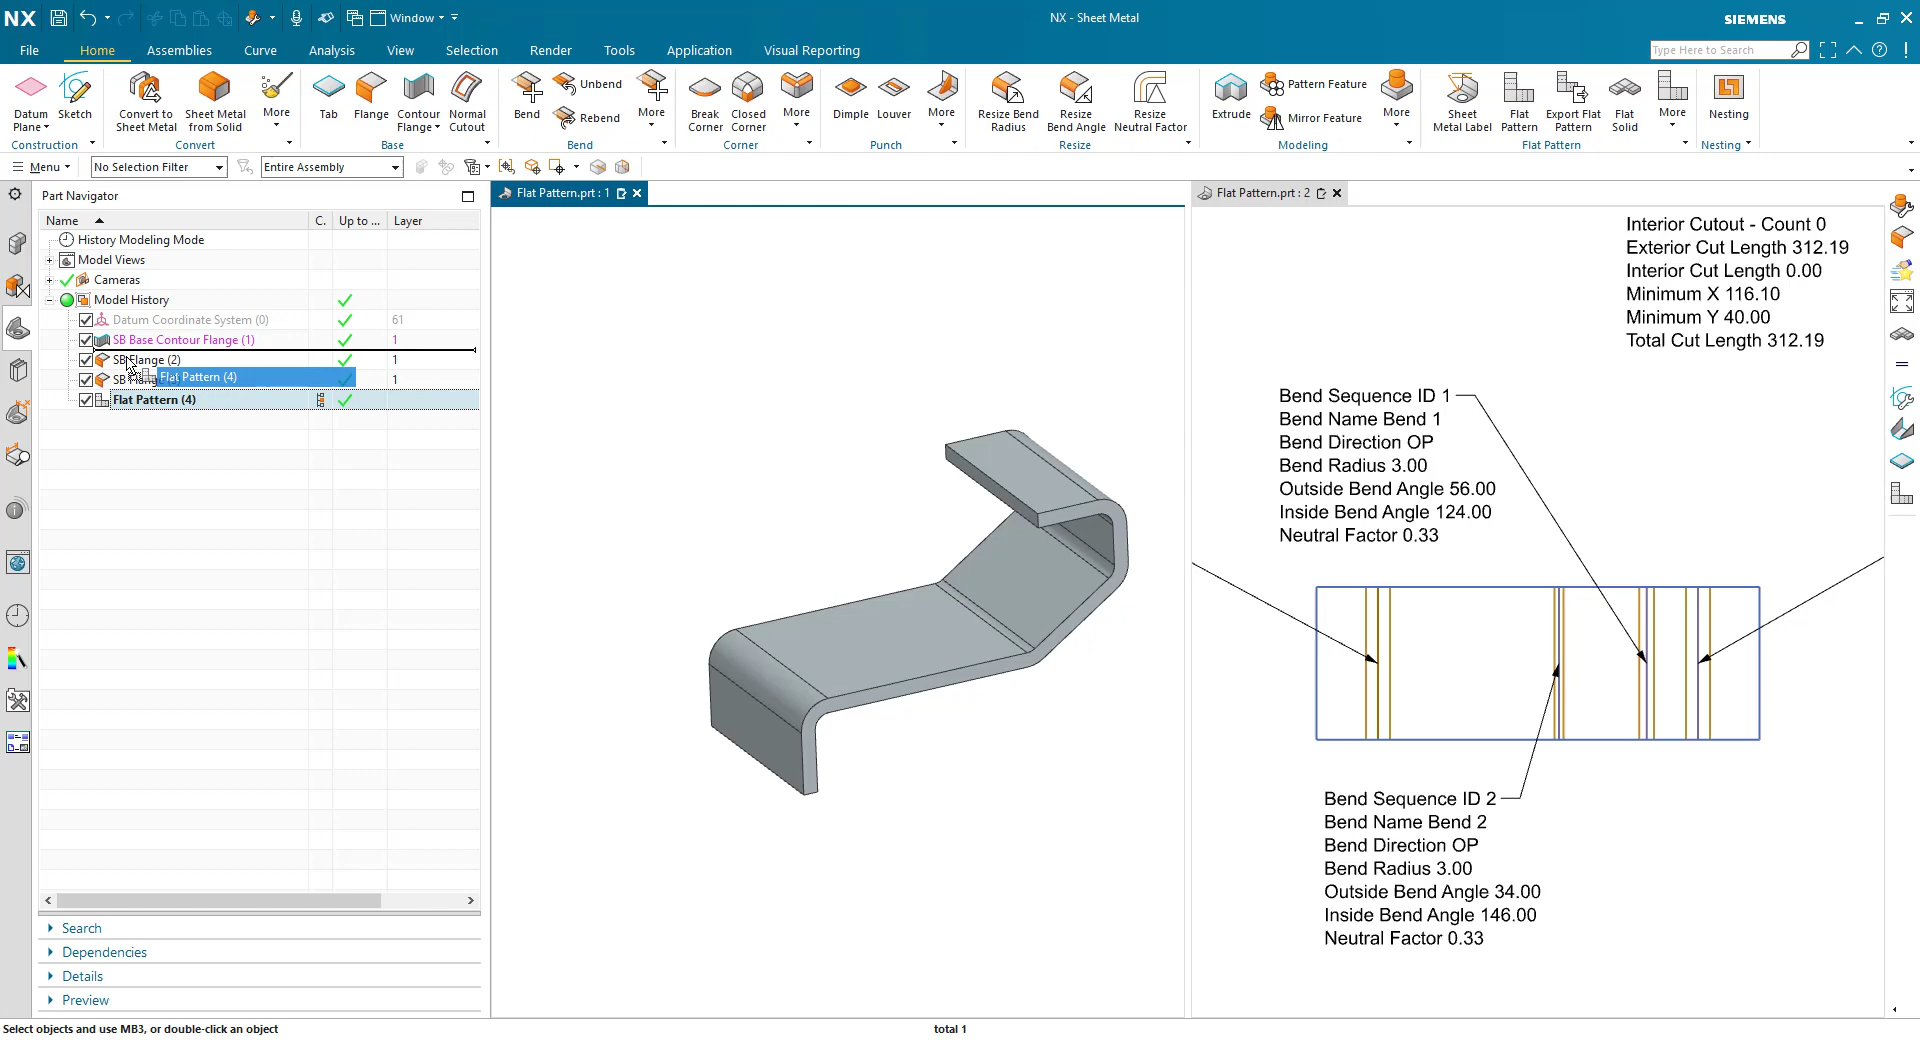 NX
Window
NX - Sheet Metal
SIEMENS
File
Home
Assemblies
Curve
Analysis
View
Selection
Render
Tools
Application
Visual Reporting
Type Here to Search
Datum Plane
Sketch
Convert to Sheet Metal
Sheet Metal from Solid
More
Tab
Flange
Contour Flange
Normal Cutout
Bend
Unbend
Rebend
More
Break Corner
Closed Corner
More
Dimple
Louver
More
Resize Bend Radius
Resize Bend Angle
Resize Neutral Factor
Extrude
Pattern Feature
Mirror Feature
More
Sheet Metal Label
Flat Pattern
Export Flat Pattern
Flat Solid
More
Nesting
Construction
Convert
Base
Bend
Corner
Punch
Resize
Modeling
Flat Pattern
Nesting
Menu
No Selection Filter
Entire Assembly
Part Navigator
Name
C.
Up to ...
Layer
History Modeling Mode
Model Views
Cameras
Model History
Datum Coordinate System (0) 61
SB Base Contour Flange (1) 1
SB Flange (2) 1
Flat Pattern (4)
1
Flat Pattern (4)
Search
Dependencies
Details
Preview
Flat Pattern.prt : 1
Flat Pattern.prt : 2
Interior Cutout - Count 0
Exterior Cut Length 312.19
Interior Cut Length 0.00
Minimum X 116.10
Minimum Y 40.00
Total Cut Length 312.19
Bend Sequence ID 1
Bend Name Bend 1
Bend Direction OP
Bend Radius 3.00
Outside Bend Angle 56.00
Inside Bend Angle 124.00
Neutral Factor 0.33
Bend Sequence ID 2
Bend Name Bend 2
Bend Direction OP
Bend Radius 3.00
Outside Bend Angle 34.00
Inside Bend Angle 146.00
Neutral Factor 0.33
Select objects and use MB3, or double-click an object
total 1